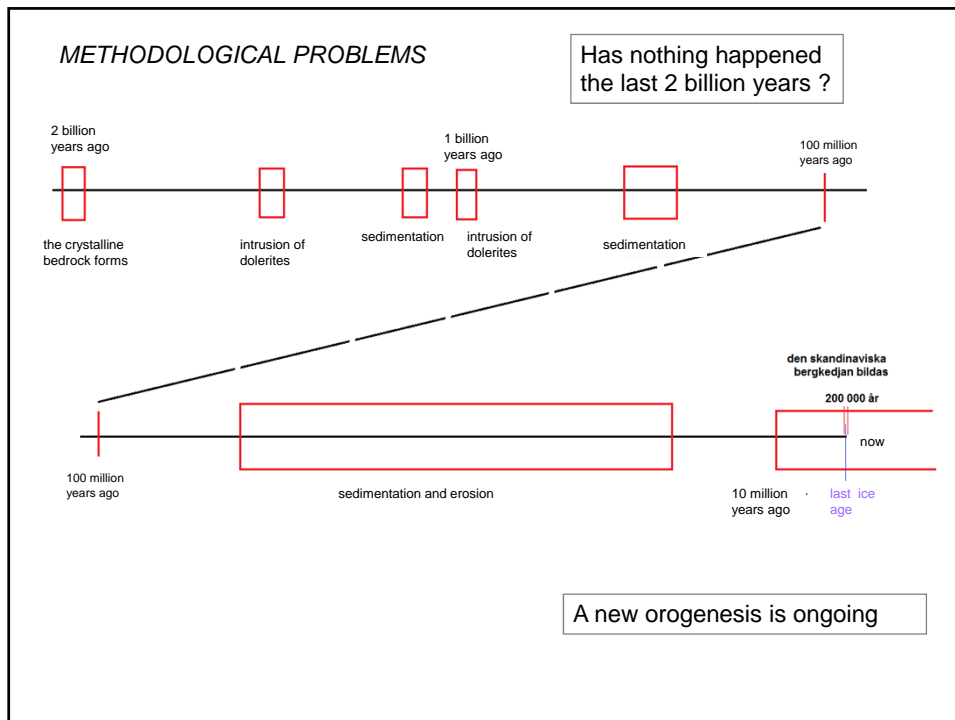 METHODOLOGICAL PROBLEMS
Has nothing happened
the last 2 billion years ?
2 billion
years ago
1 billion
years ago
100 million
years ago
the crystalline
bedrock forms
intrusion of
dolerites
sedimentation
intrusion of
dolerites
sedimentation
den skandinaviska
bergkedjan bildas
200 000 år
now
100 million
years ago
sedimentation and erosion
10 million
years ago
last ice
age
A new orogenesis is ongoing